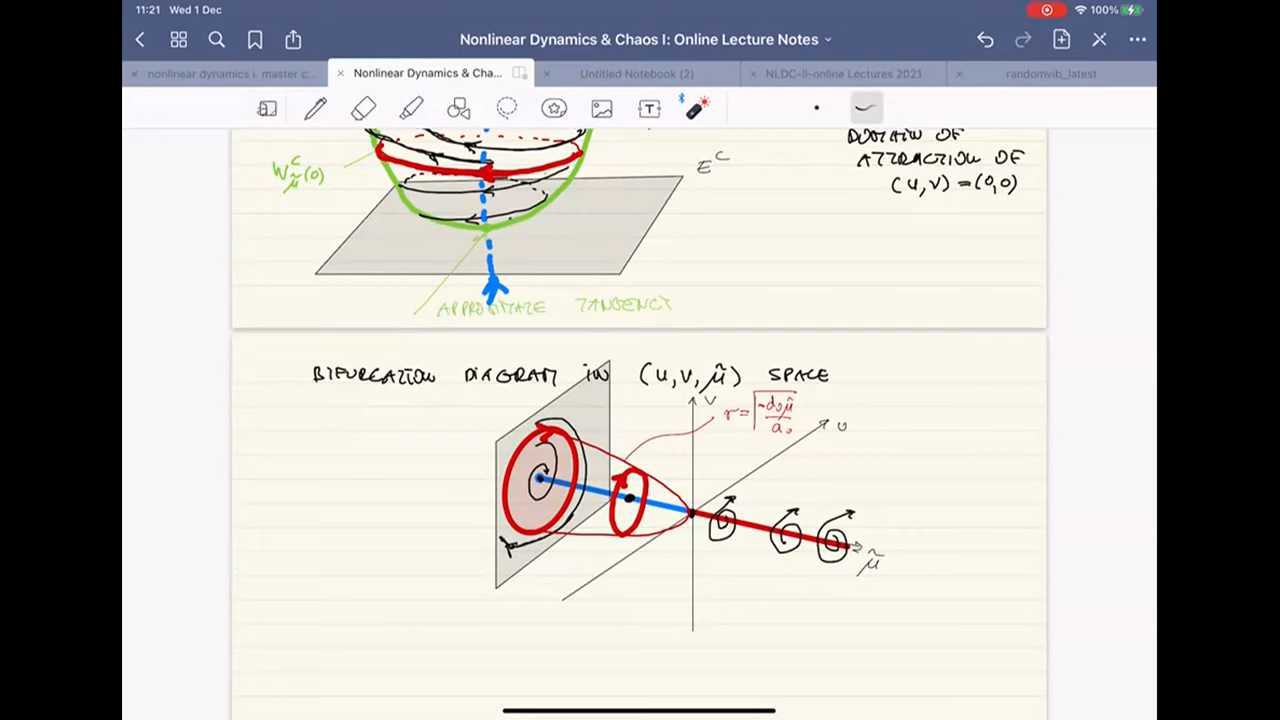 11:21 Wed 1 Dec
100%
Nonlinear Dynamics & Chaos I: Online Lecture Notes
nonlinear dynamics i. master c...
Nonlinear Dynamics & Cha...
Untitled Notebook (2)
NLDC-II-online Lectures 2021
randomvib_latest
DOMAIN OF
ATTRACTION OF
(u,v)=(0,0)
W^c_μ̃(0)
E^c
APPROXIMATE TANGENCY
BIFURCATION DIAGRAM IN (u,v,μ̃) SPACE
v
r=√(-d₀μ̃/a₀)
u
μ̃